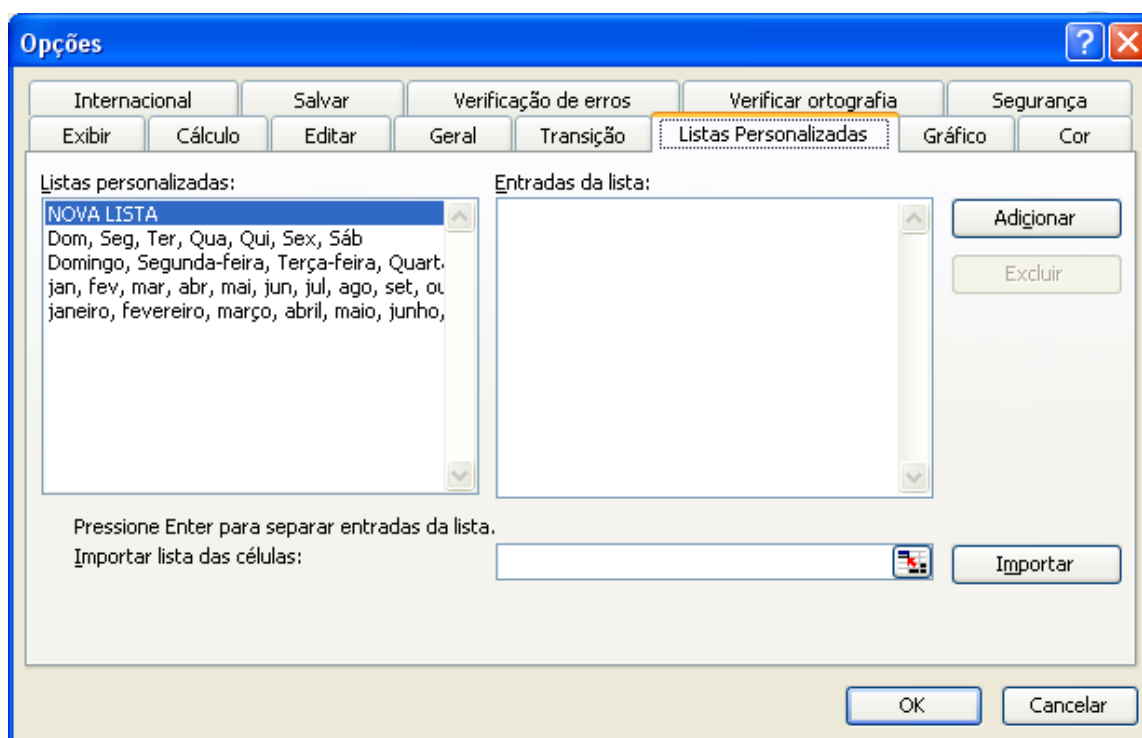 Opções
Internacional Salvar Verificação de erros Verificar ortografia Segurança
Exibir Cálculo Editar Geral Transição Listas Personalizadas Gráfico Cor
Listas personalizadas: Entradas da lista:
NOVA LISTA
Adicionar
Dom, Seg, Ter, Qua, Qui, Sex, Sáb
Domingo, Segunda-feira, Terça-feira, Quart
Excluir
jan, fev, mar, abr, mai, jun, jul, ago, set, ou
janeiro, fevereiro, março, abril, maio, junho,
Pressione Enter para separar entradas da lista.
Importar lista das células:
Importar
OK Cancelar